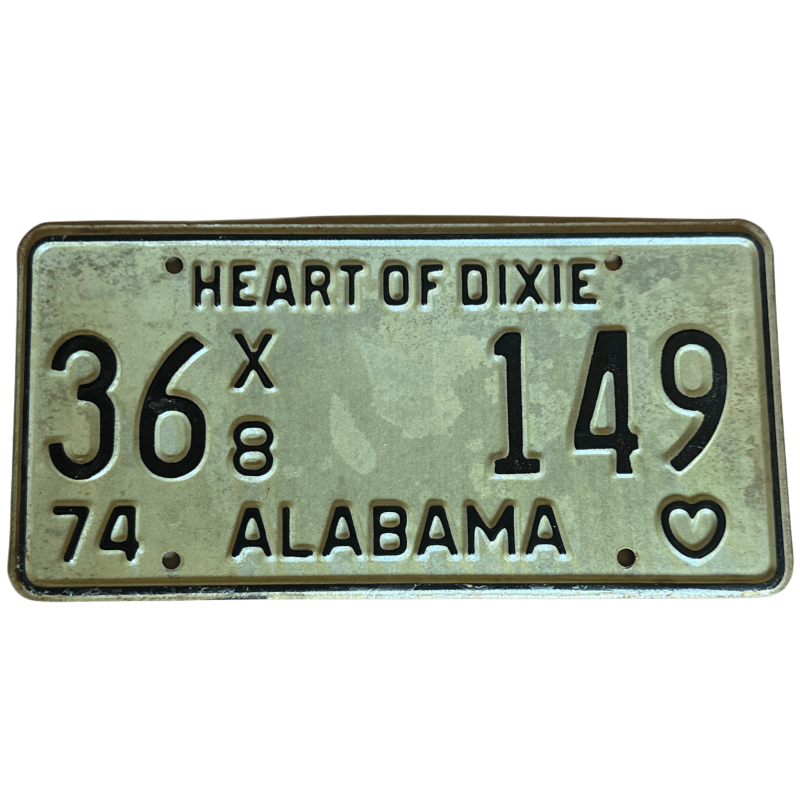 HEART OF DIXIE
36 X 8 149
74 ALABAMA